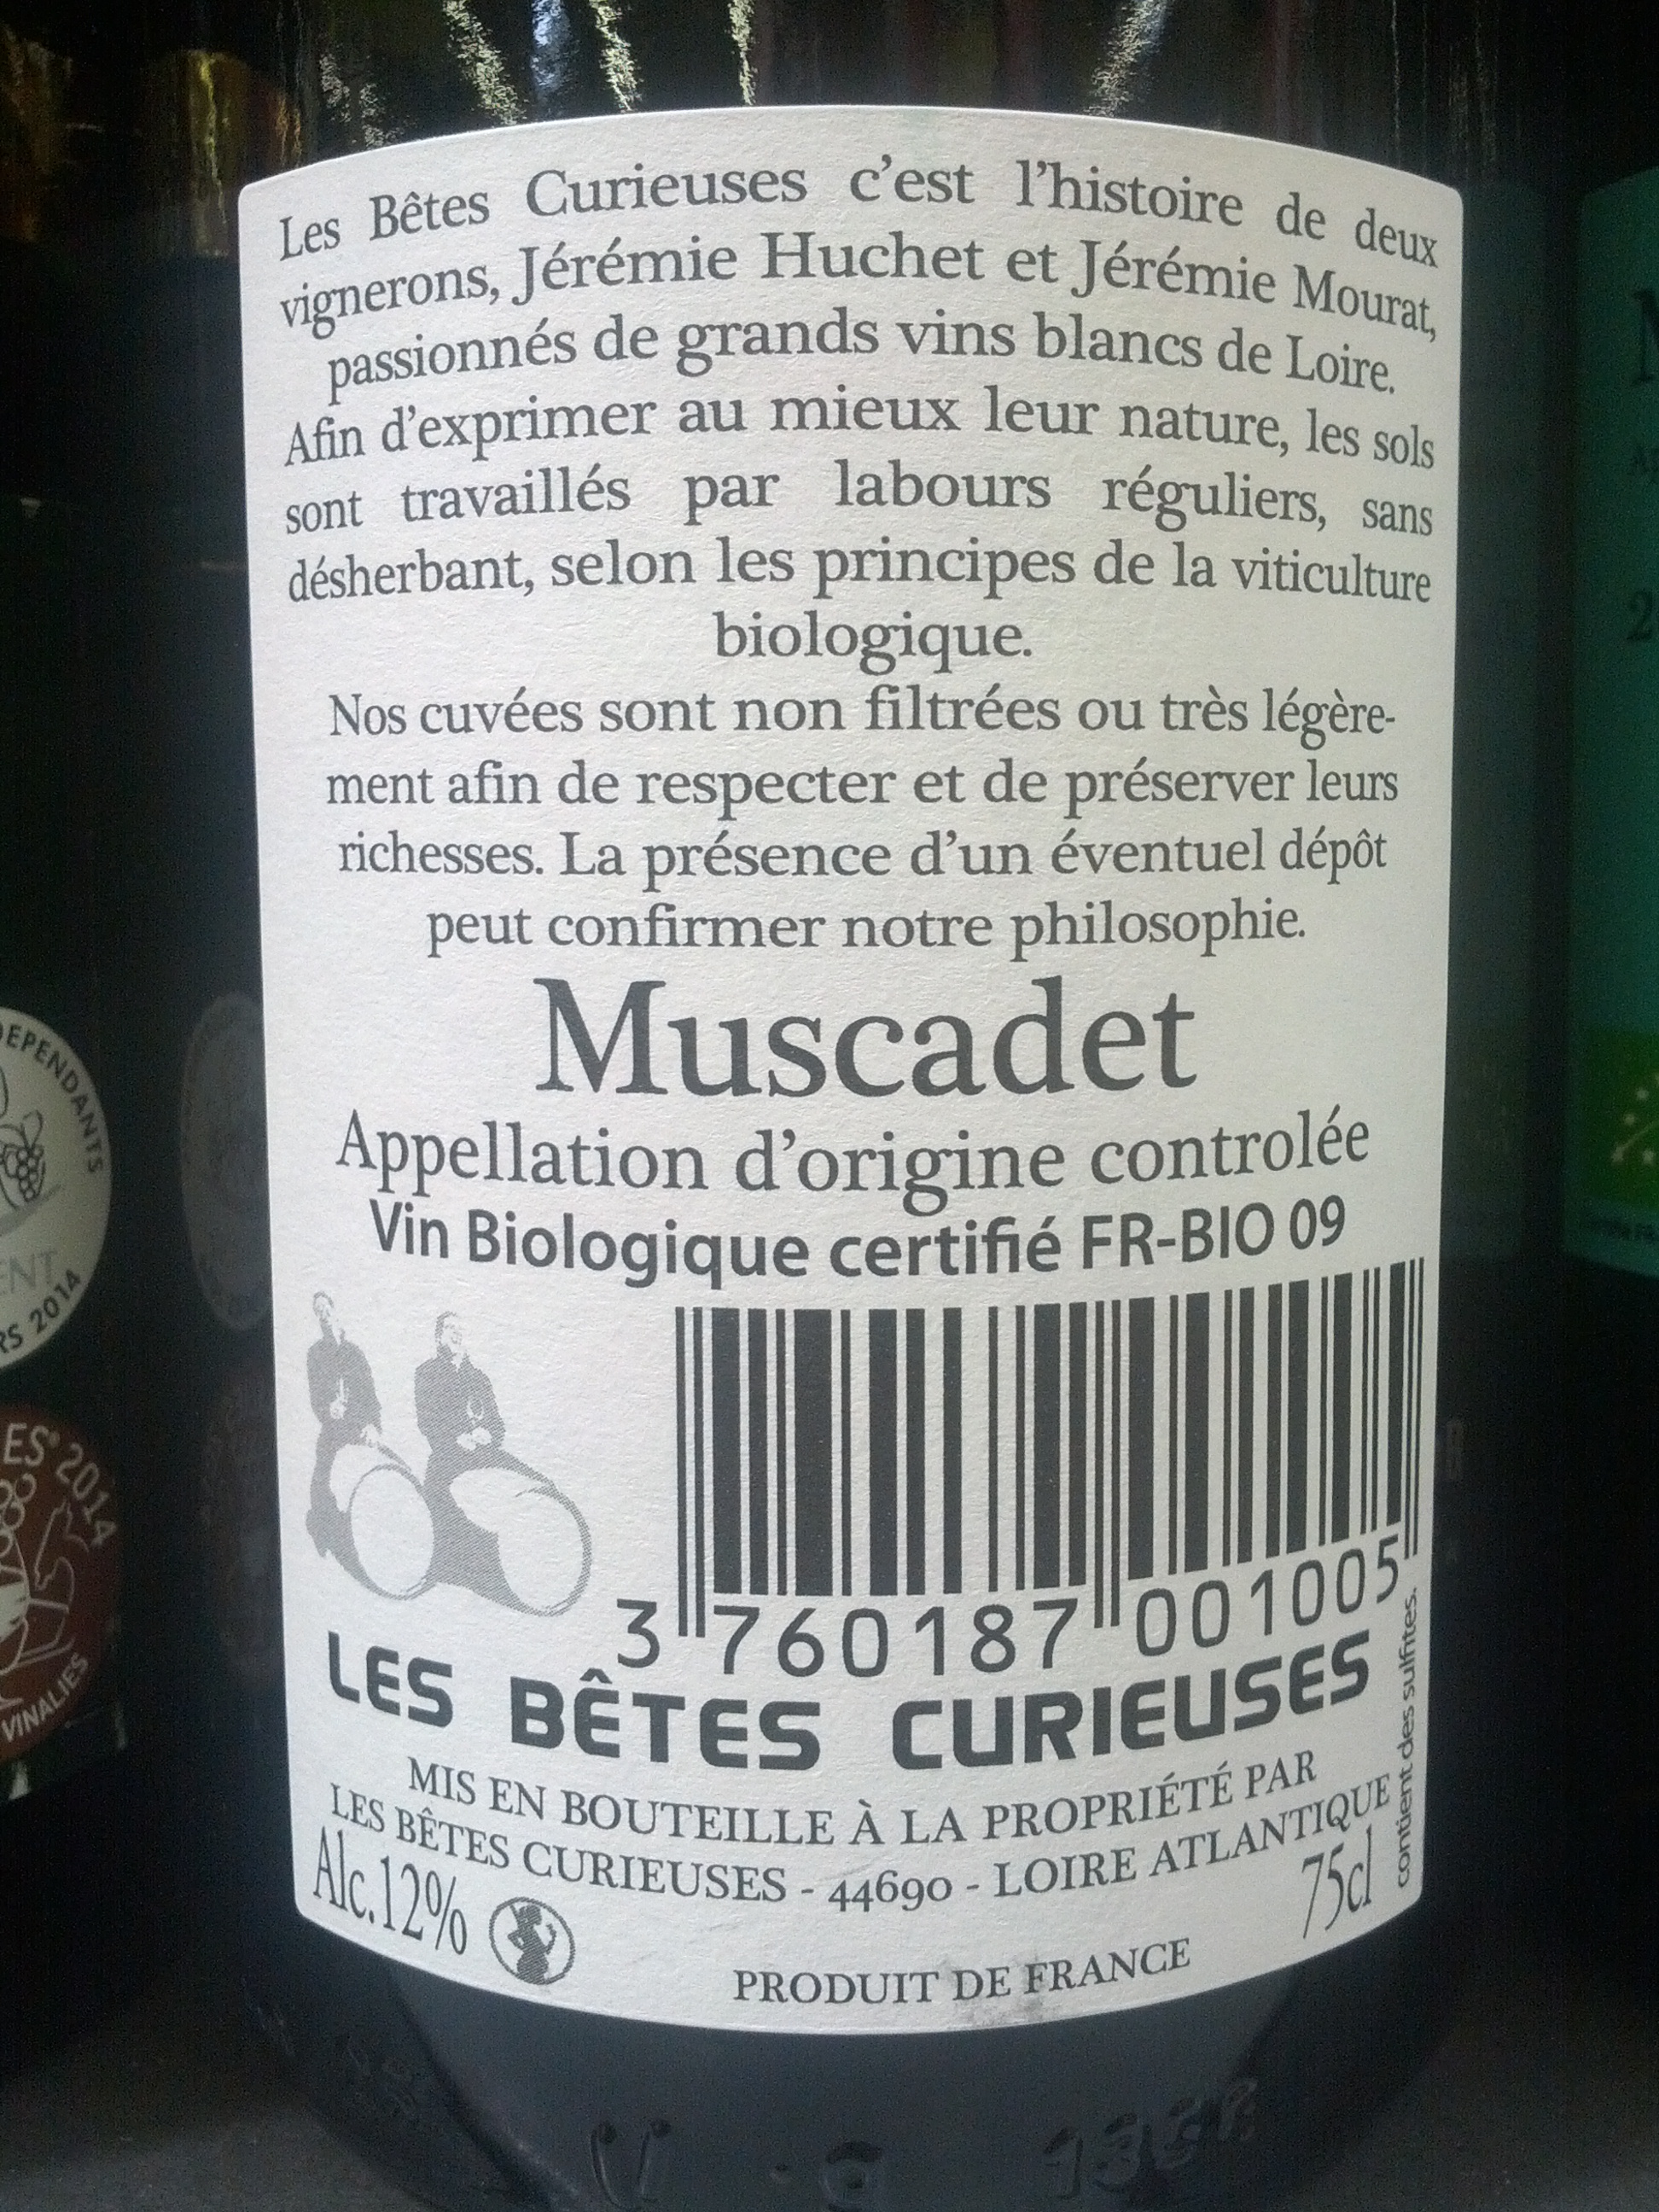 Les Bêtes Curieuses c'est l'histoire de deux
vignerons, Jérémie Huchet et Jérémie Mourat,
passionnés de grands vins blancs de Loire.
Afin d'exprimer au mieux leur nature, les sols
sont travaillés par labours réguliers, sans
désherbant, selon les principes de la viticulture
biologique.
Nos cuvées sont non filtrées ou très légère-
ment afin de respecter et de préserver leurs
richesses. La présence d'un éventuel dépôt
peut confirmer notre philosophie.
Muscadet
Appellation d'origine controlée
Vin Biologique certifié FR-BIO 09
3 760187 001005
LES BÊTES CURIEUSES
MIS EN BOUTEILLE À LA PROPRIÉTÉ PAR
LES BÊTES CURIEUSES - 44690 - LOIRE ATLANTIQUE
Alc.12%
75cl
PRODUIT DE FRANCE
contient des sulfites.
2014
2014
VINALIES